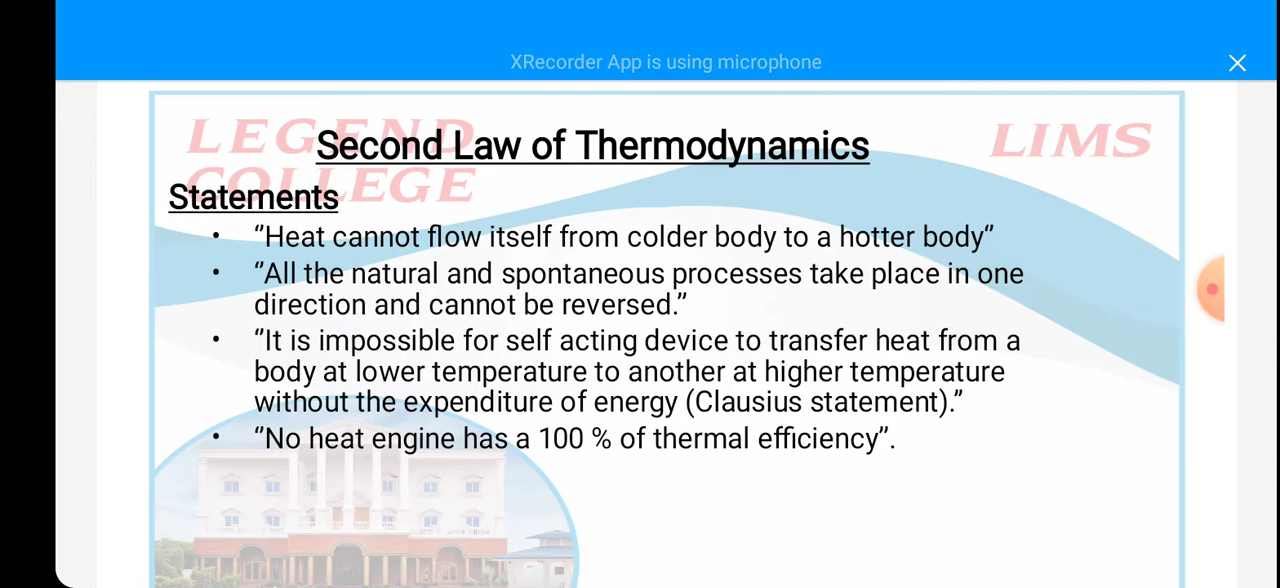 XRecorder App is using microphone
LEGEND
COLLEGE
LIMS
Second Law of Thermodynamics
Statements
• ‘’Heat cannot flow itself from colder body to a hotter body‘’
• ‘’All the natural and spontaneous processes take place in one
direction and cannot be reversed.’’
• ‘’It is impossible for self acting device to transfer heat from a
body at lower temperature to another at higher temperature
without the expenditure of energy (Clausius statement).’’
• ‘’No heat engine has a 100 % of thermal efficiency’’.